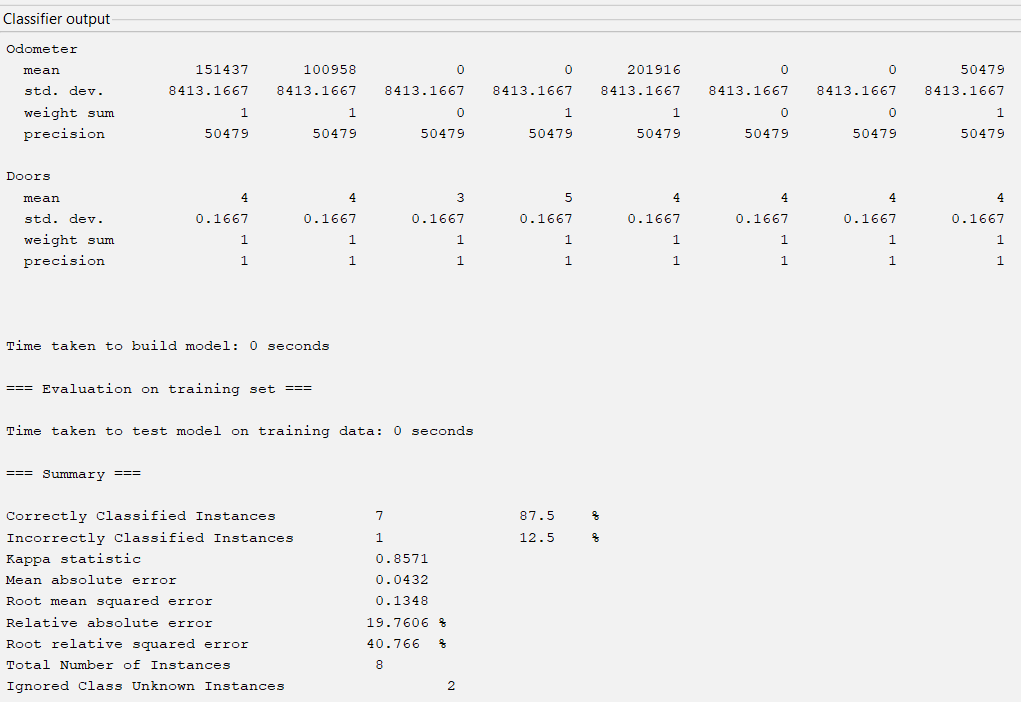 Classifier output
Odometer
mean 151437 100958 0 0 201916 0 0 50479
std. dev. 8413.1667 8413.1667 8413.1667 8413.1667 8413.1667 8413.1667 8413.1667 8413.1667
weight sum 1 1 0 1 1 0 0 1
precision 50479 50479 50479 50479 50479 50479 50479 50479
Doors
mean 4 4 3 5 4 4 4 4
std. dev. 0.1667 0.1667 0.1667 0.1667 0.1667 0.1667 0.1667 0.1667
weight sum 1 1 1 1 1 1 1 1
precision 1 1 1 1 1 1 1 1
Time taken to build model: 0 seconds
=== Evaluation on training set ===
Time taken to test model on training data: 0 seconds
=== Summary ===
Correctly Classified Instances 7 87.5 %
Incorrectly Classified Instances 1 12.5 %
Kappa statistic 0.8571
Mean absolute error 0.0432
Root mean squared error 0.1348
Relative absolute error 19.7606 %
Root relative squared error 40.766 %
Total Number of Instances 8
Ignored Class Unknown Instances 2